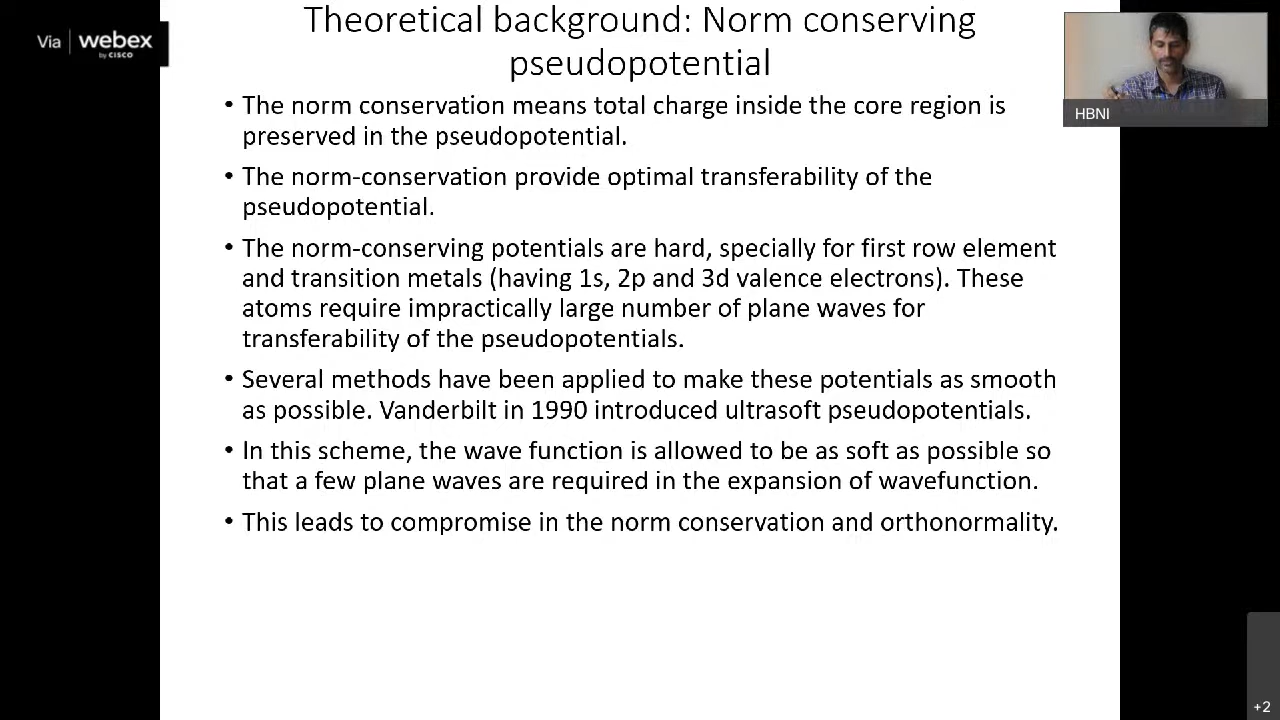 Via webex
by CISCO
Theoretical background: Norm conserving
pseudopotential
HBNI
• The norm conservation means total charge inside the core region is
preserved in the pseudopotential.
• The norm-conservation provide optimal transferability of the
pseudopotential.
• The norm-conserving potentials are hard, specially for first row element
and transition metals (having 1s, 2p and 3d valence electrons). These
atoms require impractically large number of plane waves for
transferability of the pseudopotentials.
• Several methods have been applied to make these potentials as smooth
as possible. Vanderbilt in 1990 introduced ultrasoft pseudopotentials.
• In this scheme, the wave function is allowed to be as soft as possible so
that a few plane waves are required in the expansion of wavefunction.
• This leads to compromise in the norm conservation and orthonormality.
+2